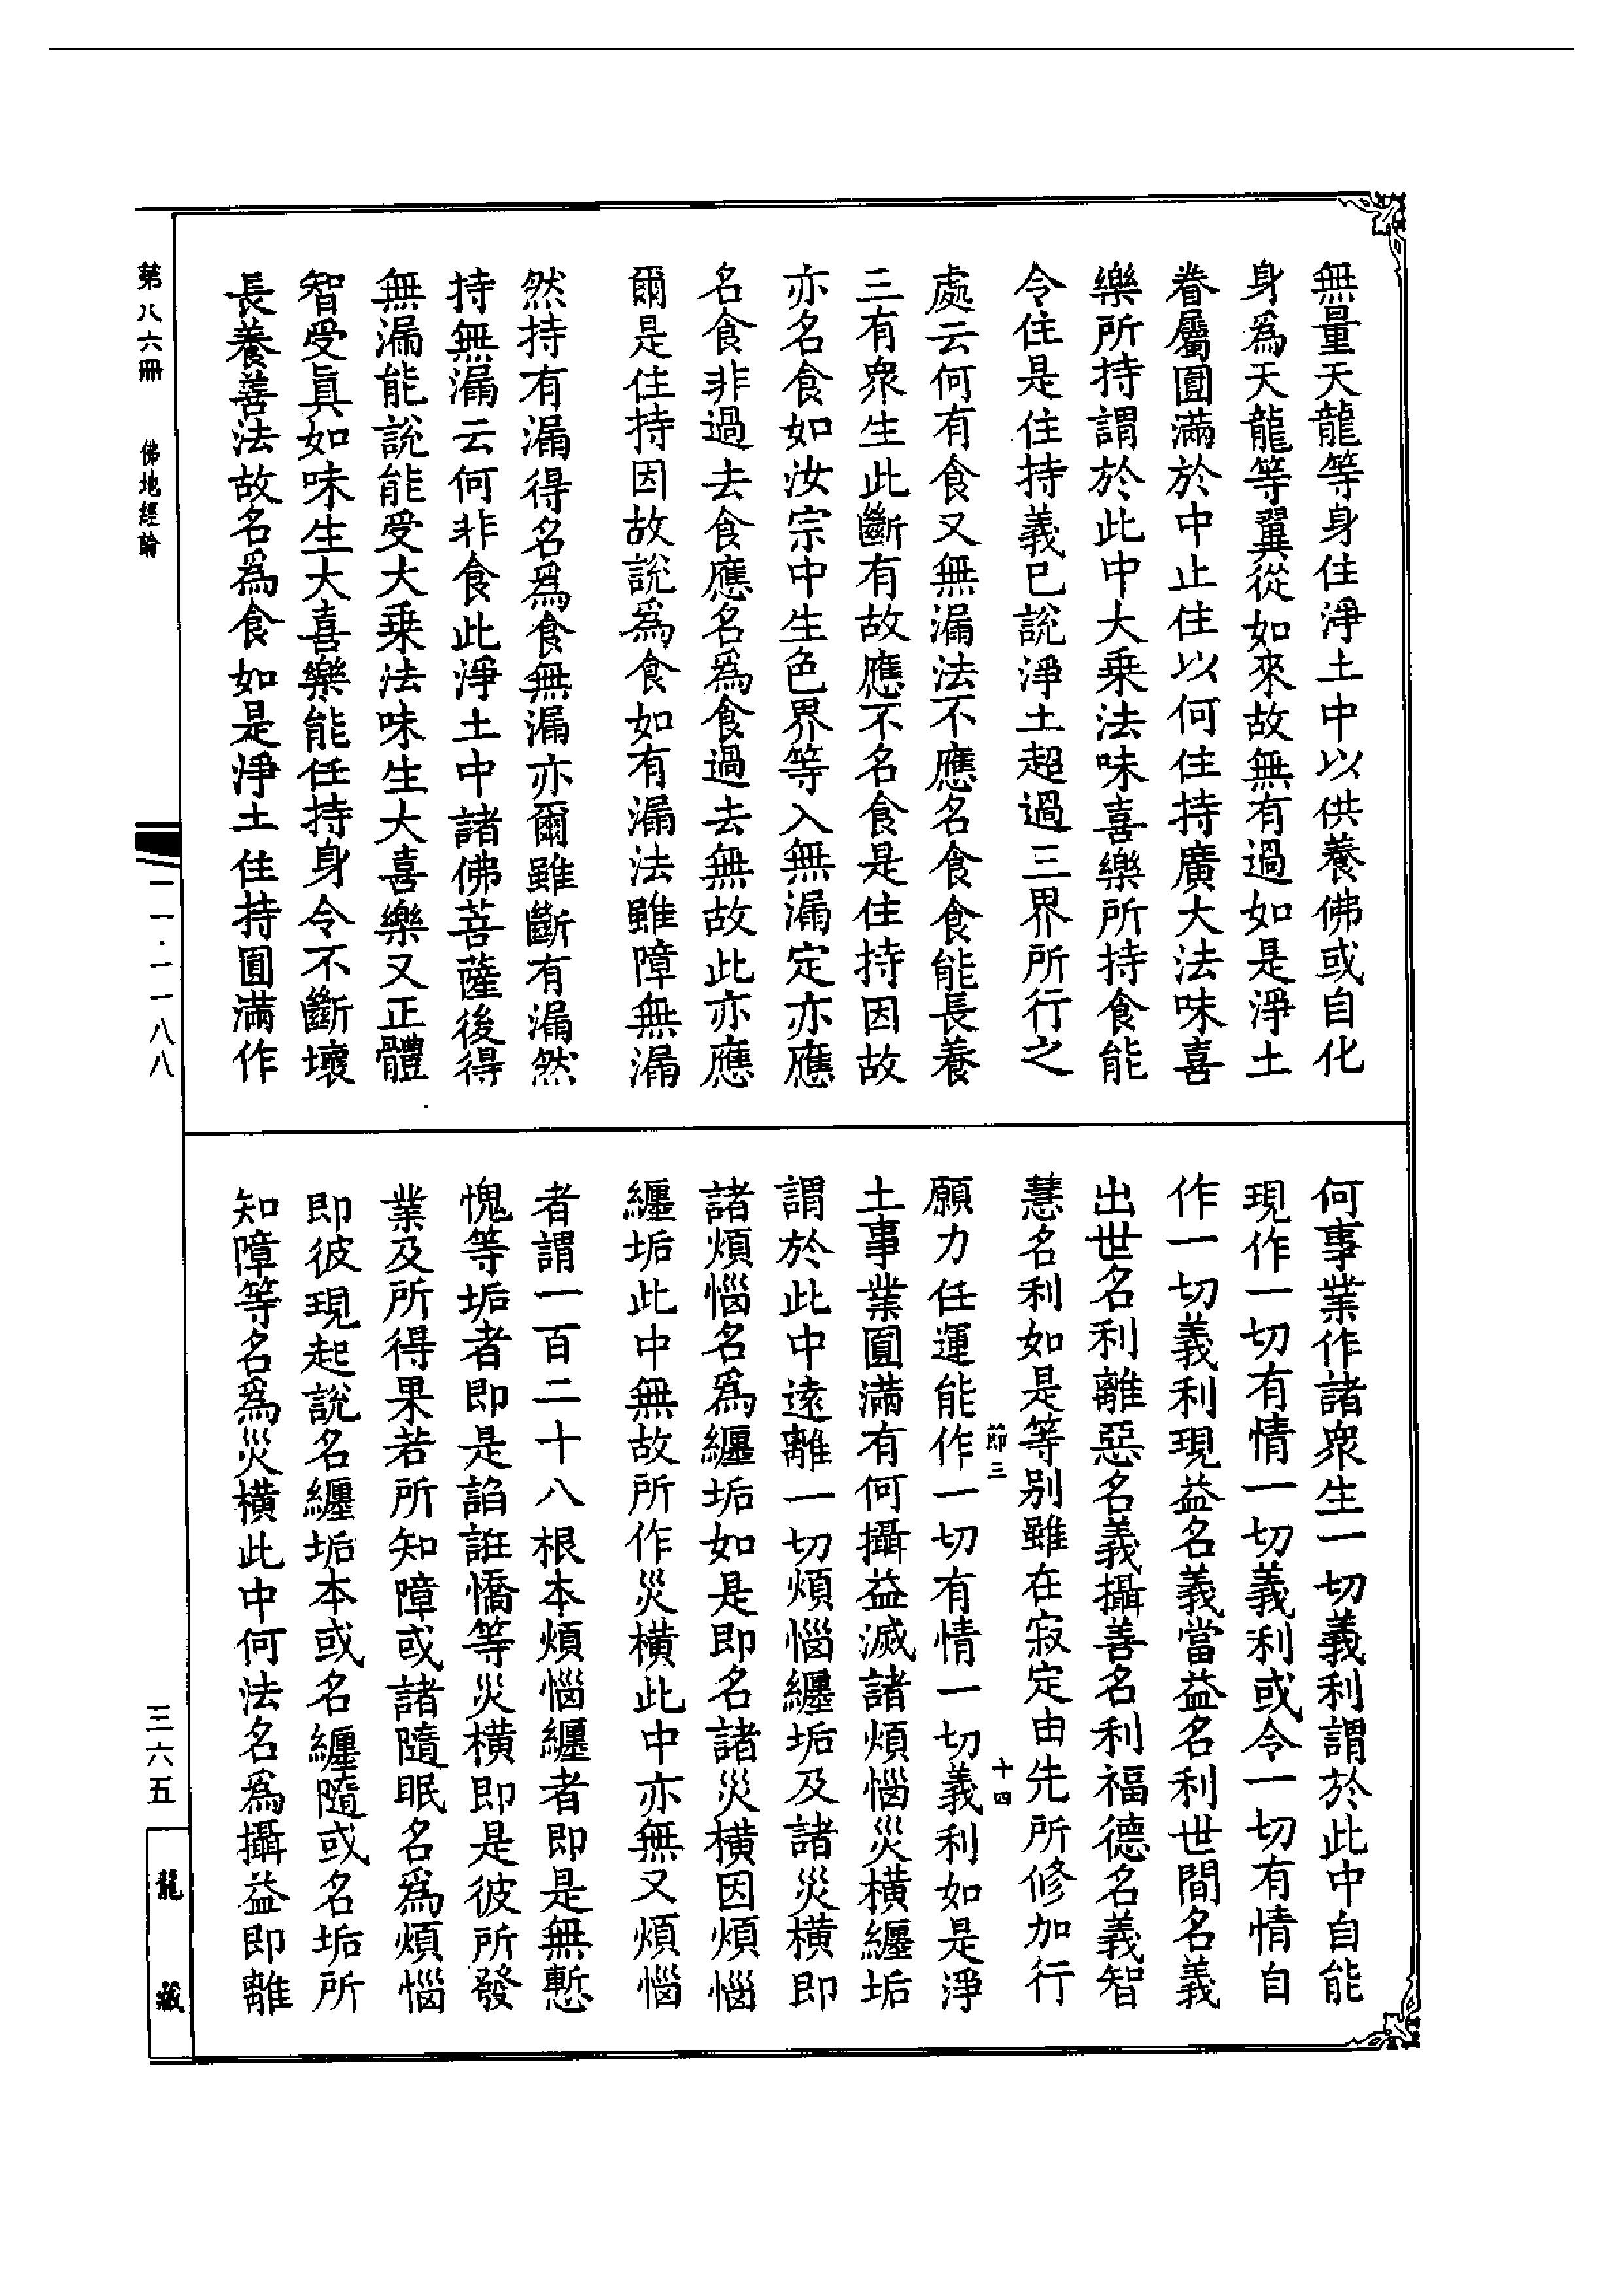 無量天龍等身住淨土中以供養佛或自化
身爲天龍等翼從如來故無有過如是淨土
眷屬圓滿於中止住以何住持廣大法味喜
樂所持謂於此中大乗法味喜樂所持食能
令住是住持義已說淨土超過三界所行之
處云何有食又無漏法不應名食食能長養
三有衆生此斷有故應不名食是住持因故
亦名食如汝宗中生色界等入無漏定亦應
名食非過去食應名爲食過去無故此亦應
爾是住持因故說爲食如有漏法雖障無漏
然持有漏得名爲食無漏亦爾雖斷有漏然
持無漏云何非食此淨土中諸佛菩薩後得
無漏能說能受大乗法味生大喜樂又正體
智受眞如味生大喜樂能任持身令不斷壞
長養善法故名爲食如是淨土住持圓滿作
何事業作諸衆生一切義利謂於此中自能
現作一切有情一切義利或令一切有情自
作一切義利現益名義當益名利世間名義
出世名利離惡名義攝善名利福德名義智
慧名利如是等別雖在寂定由先所修加行
節三
十四
願力任運能作一切有情一切義利如是淨
土事業圓滿有何攝益滅諸煩惱災橫纏垢
謂於此中遠離一切煩惱纏垢及諸災橫即
諸煩惱名爲纏垢如是即名諸災橫因煩惱
纏垢此中無故所作災橫此中亦無又煩惱
者謂一百二十八根本煩惱纏者即是無慙
愧等垢者即是諂誑憍等災橫即是彼所發
業及所得果若所知障或諸隨眠名爲煩惱
即彼現起說名纏垢本或名纏隨或名垢所
知障等名爲災橫此中何法名爲攝益即離
第八六冊
佛地經論
一一·一一八八
三六五
龍藏